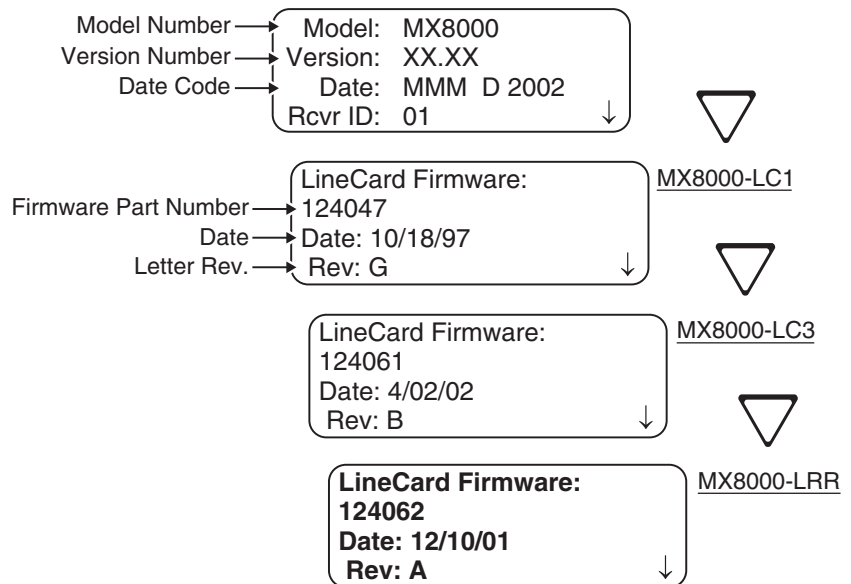 Model Number
Version Number
Date Code
Model: MX8000
Version: XX.XX
Date: MMM D 2002
Rcvr ID: 01 ↓
Firmware Part Number
Date
Letter Rev.
LineCard Firmware:
124047
Date: 10/18/97
Rev: G ↓
MX8000-LC1
LineCard Firmware:
124061
Date: 4/02/02
Rev: B ↓
MX8000-LC3
LineCard Firmware:
124062
Date: 12/10/01
Rev: A ↓
MX8000-LRR